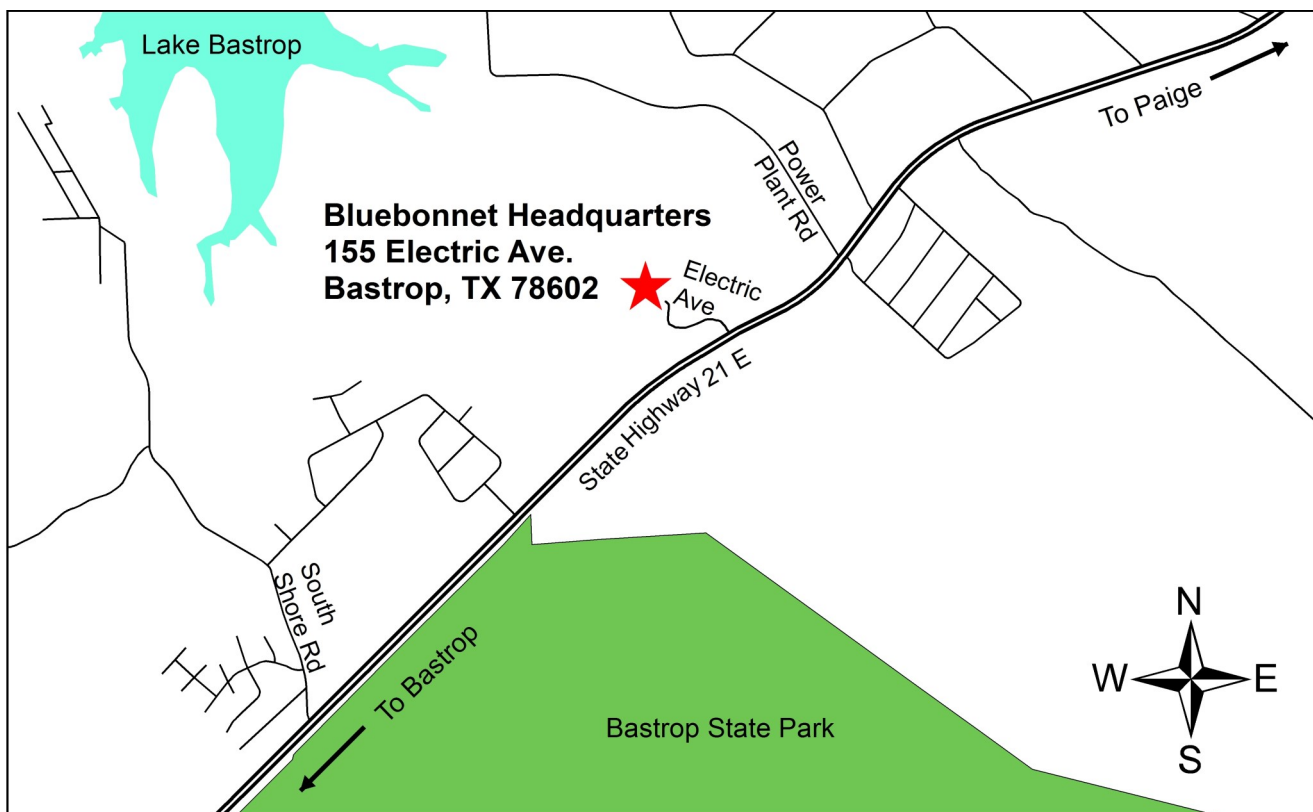 Lake Bastrop
To Paige
Power
Plant Rd
Bluebonnet Headquarters
155 Electric Ave.
Bastrop, TX 78602
Electric
Ave
State Highway 21 E
South
Shore Rd
To Bastrop
Bastrop State Park
N
W
E
S